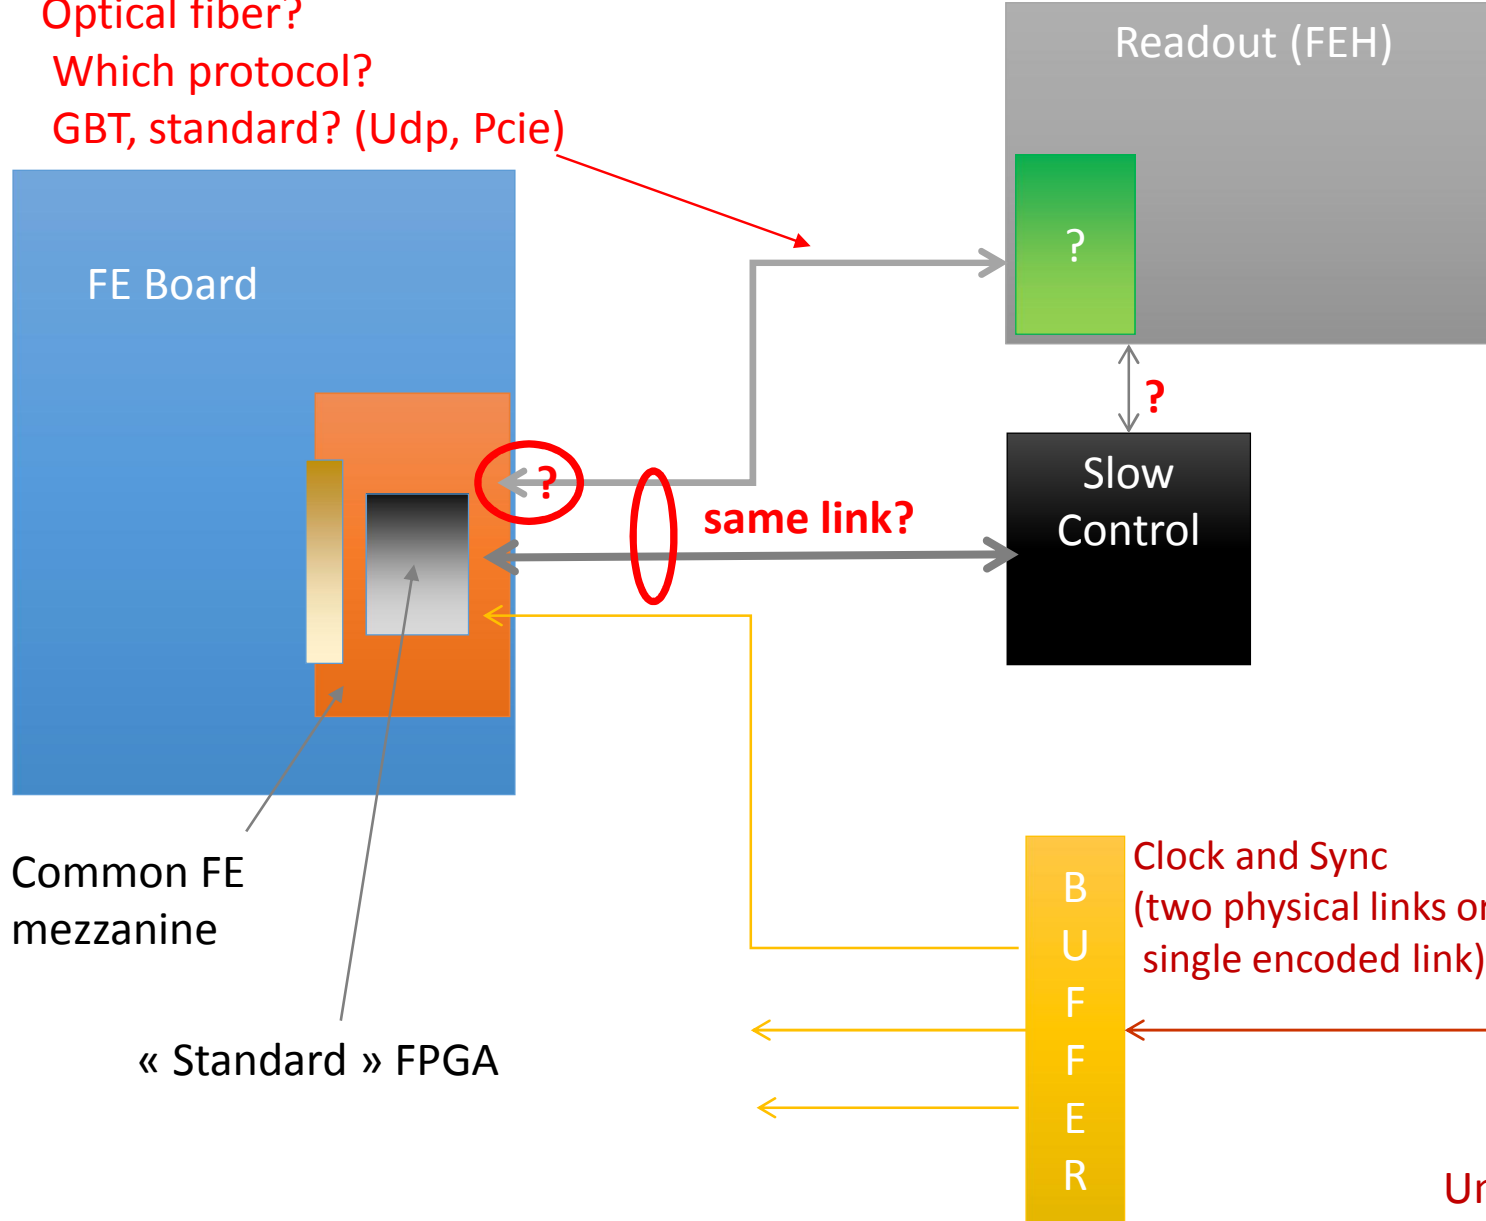 Optical fiber?
Which protocol?
GBT, standard? (Udp, Pcie)
Readout (FEH)
?
FE Board
?
Slow
Control
?
same link?
Common FE
mezzanine
« Standard » FPGA
B
U
F
F
E
R
Clock and Sync
(two physical links or
single encoded link)